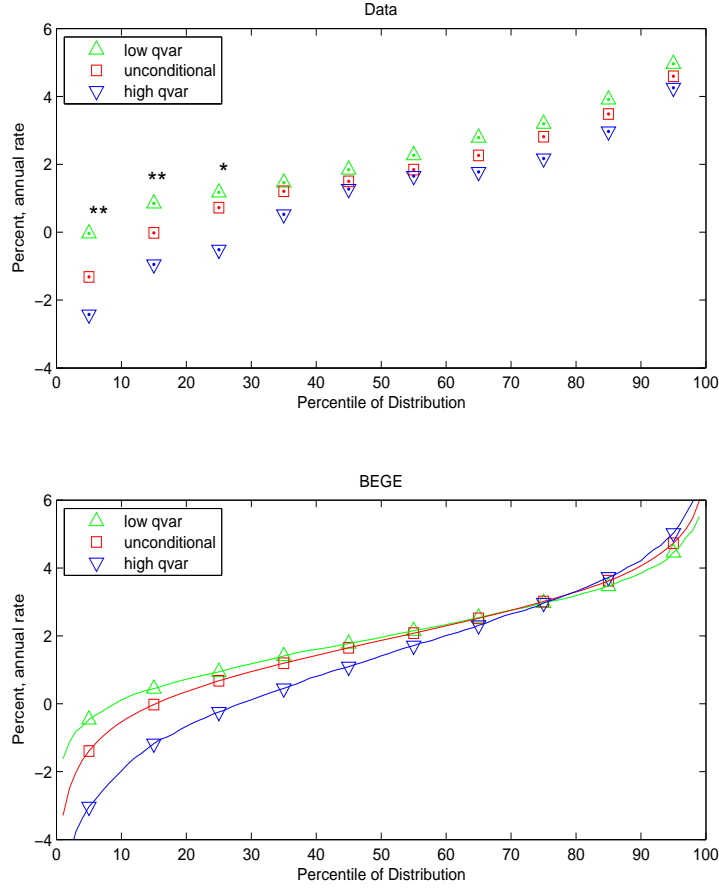 Data
6
4
2
0
−2
−4
low qvar
unconditional
high qvar
**
**
*
Percent, annual rate
0 10 20 30 40 50 60 70 80 90 100
Percentile of Distribution
BEGE
6
4
2
0
−2
−4
low qvar
unconditional
high qvar
Percent, annual rate
0 10 20 30 40 50 60 70 80 90 100
Percentile of Distribution